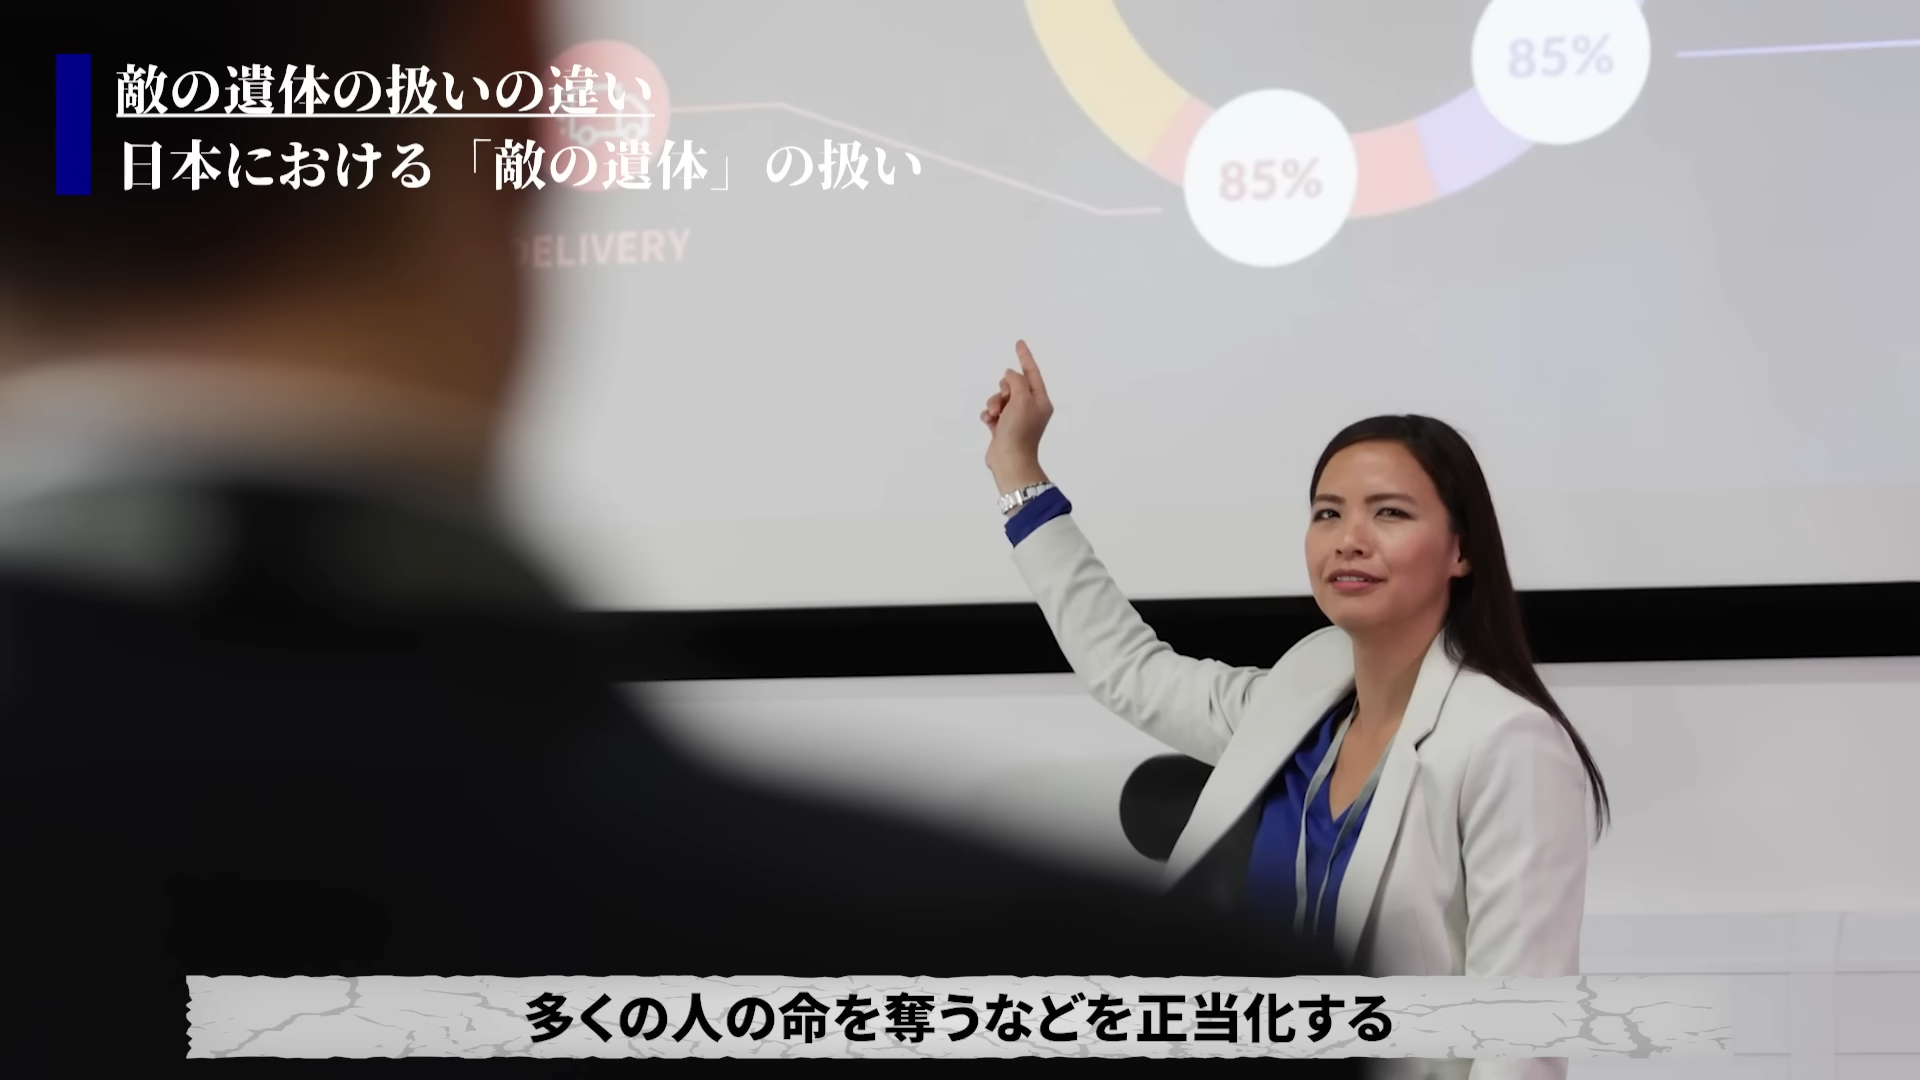 敵の遺体の扱いの違い
日本における「敵の遺体」の扱い
85%
85%
DELIVERY
多くの人の命を奪うなどを正当化する